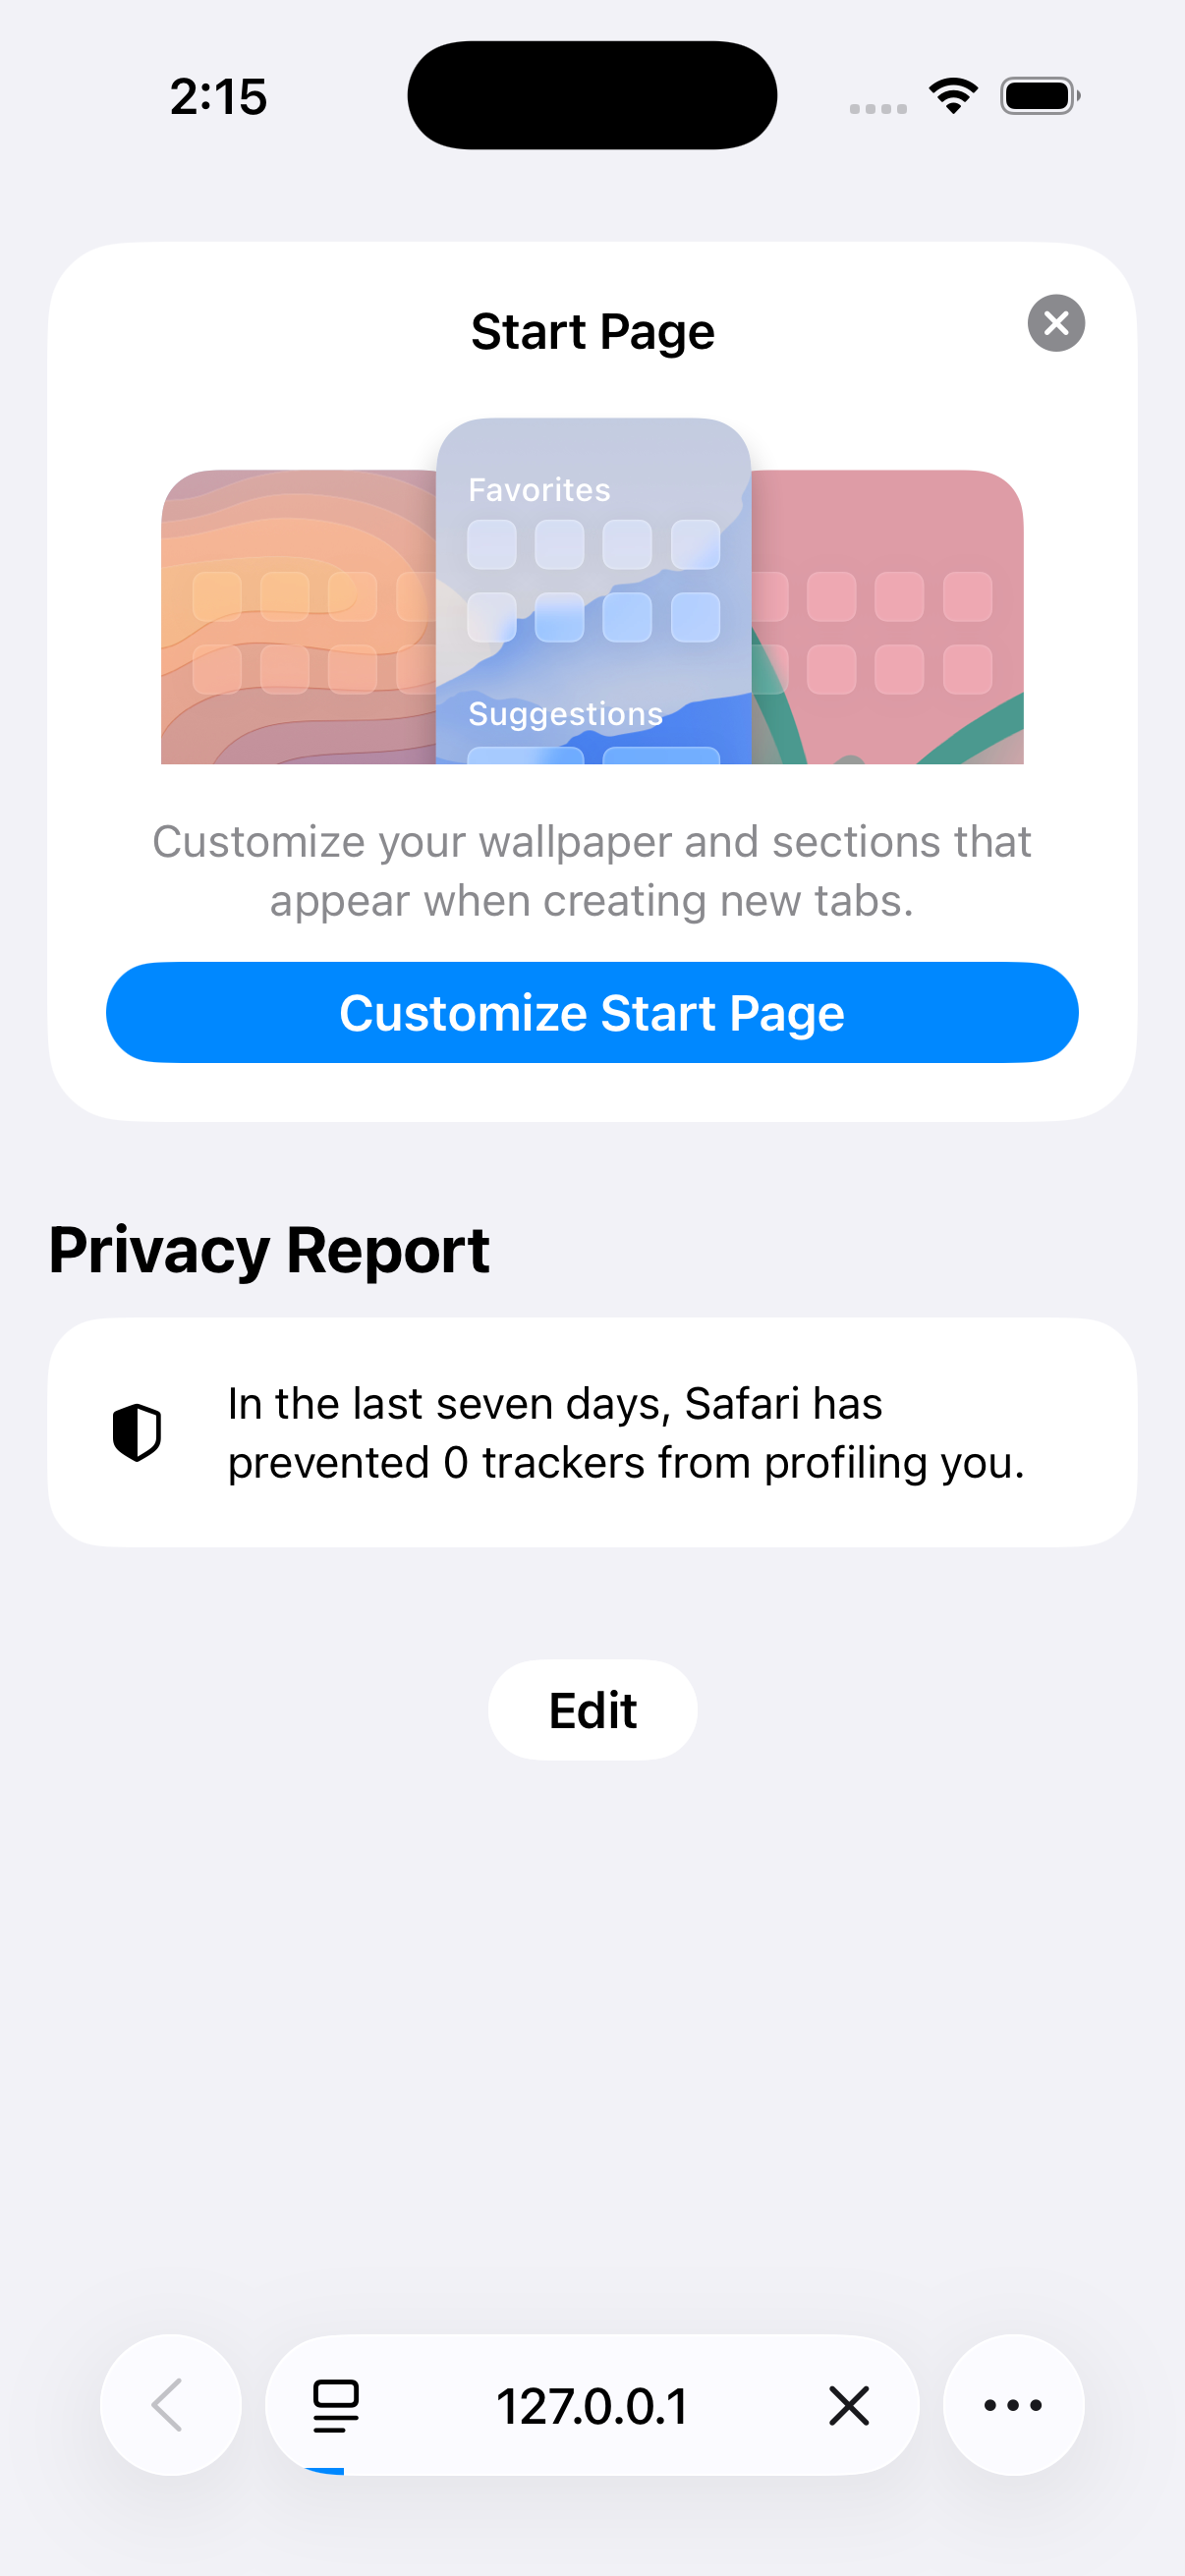 2:15
Start Page
Favorites
Suggestions
Customize your wallpaper and sections that
appear when creating new tabs.
Customize Start Page
Privacy Report
In the last seven days, Safari has
prevented 0 trackers from profiling you.
Edit
127.0.0.1